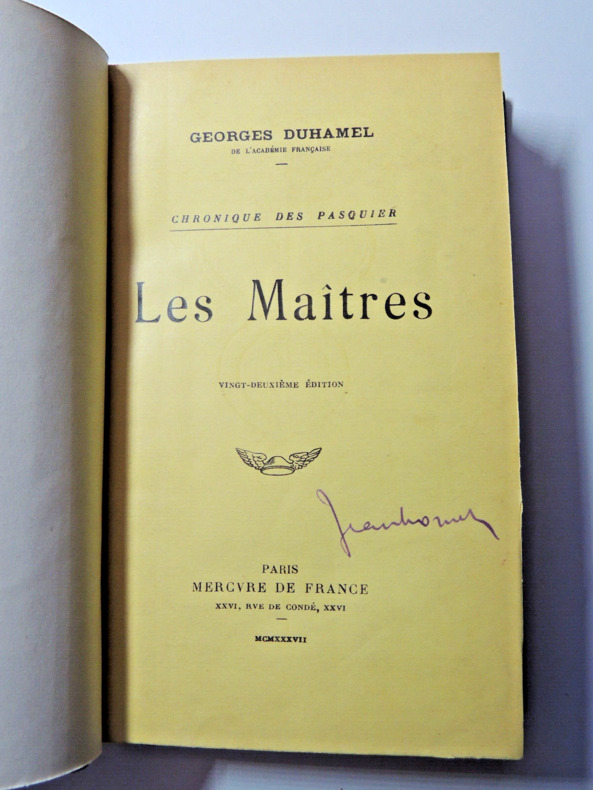 GEORGES DUHAMEL
DE L'ACADÉMIE FRANÇAISE
CHRONIQUE DES PASQUIER
Les Maîtres
VINGT-DEUXIÈME ÉDITION
PARIS
MERCVRE DE FRANCE
XXVI, RVE DE CONDÉ, XXVI
MCMXXXVII